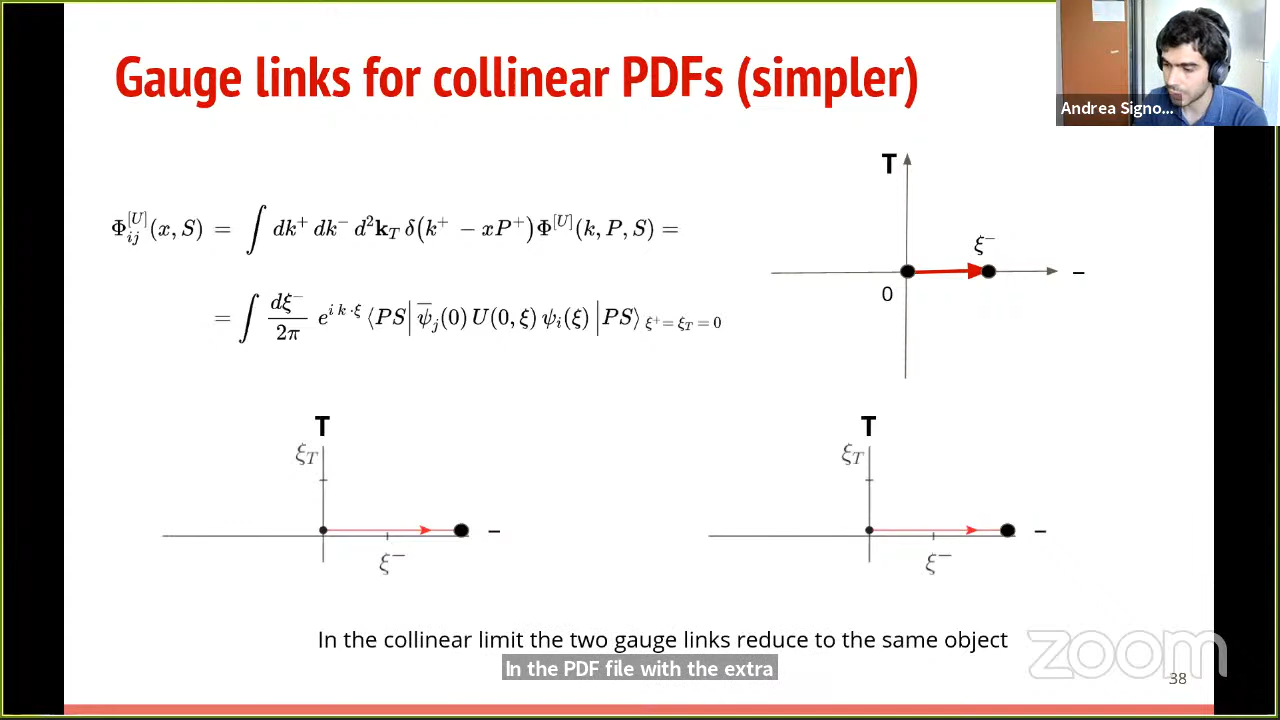 Gauge links for collinear PDFs (simpler)
Andrea Signo...
T
Φ_{ij}^{[U]}(x, S) = ∫ dk⁺ dk⁻ d²k_T δ(k⁺ − xP⁺) Φ^{[U]}(k, P, S) =
ξ⁻
−
0
= ∫ dξ⁻/2π e^{i k·ξ} ⟨PS| ψ̄_j(0) U(0, ξ) ψ_i(ξ) |PS⟩ _{ξ⁺=ξ_T=0}
T
ξ_T
−
ξ⁻
T
ξ_T
−
ξ⁻
In the collinear limit the two gauge links reduce to the same object
In the PDF file with the extra
zoom
38